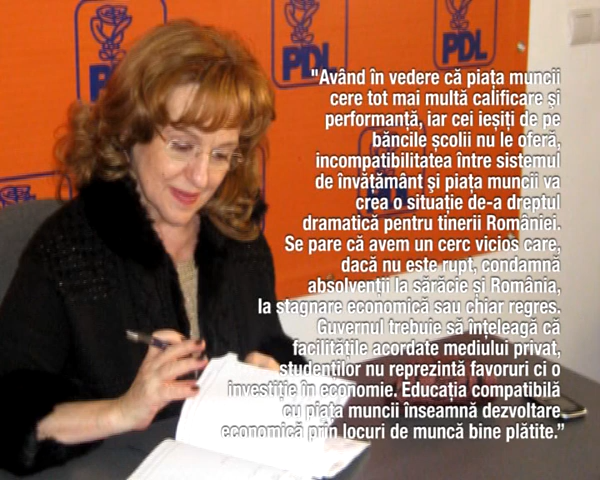 PDL
PDL
PDL
"Având în vedere că piața muncii
cere tot mai multă calificare și
performanță, iar cei ieșiți de pe
băncile școlii nu le oferă,
incompatibilitatea între sistemul
de învățământ și piața muncii va
crea o situație de-a dreptul
dramatică pentru tinerii României.
Se pare că avem un cerc vicios care,
dacă nu este rupt, condamnă
absolvenții la sărăcie și România,
la stagnare economică sau chiar regres.
Guvernul trebuie să înțeleagă că
facilitățile acordate mediului privat,
studenților nu reprezintă favoruri ci o
investiție în economie. Educația compatibilă
cu piața muncii înseamnă dezvoltare
economică prin locuri de muncă bine plătite.”